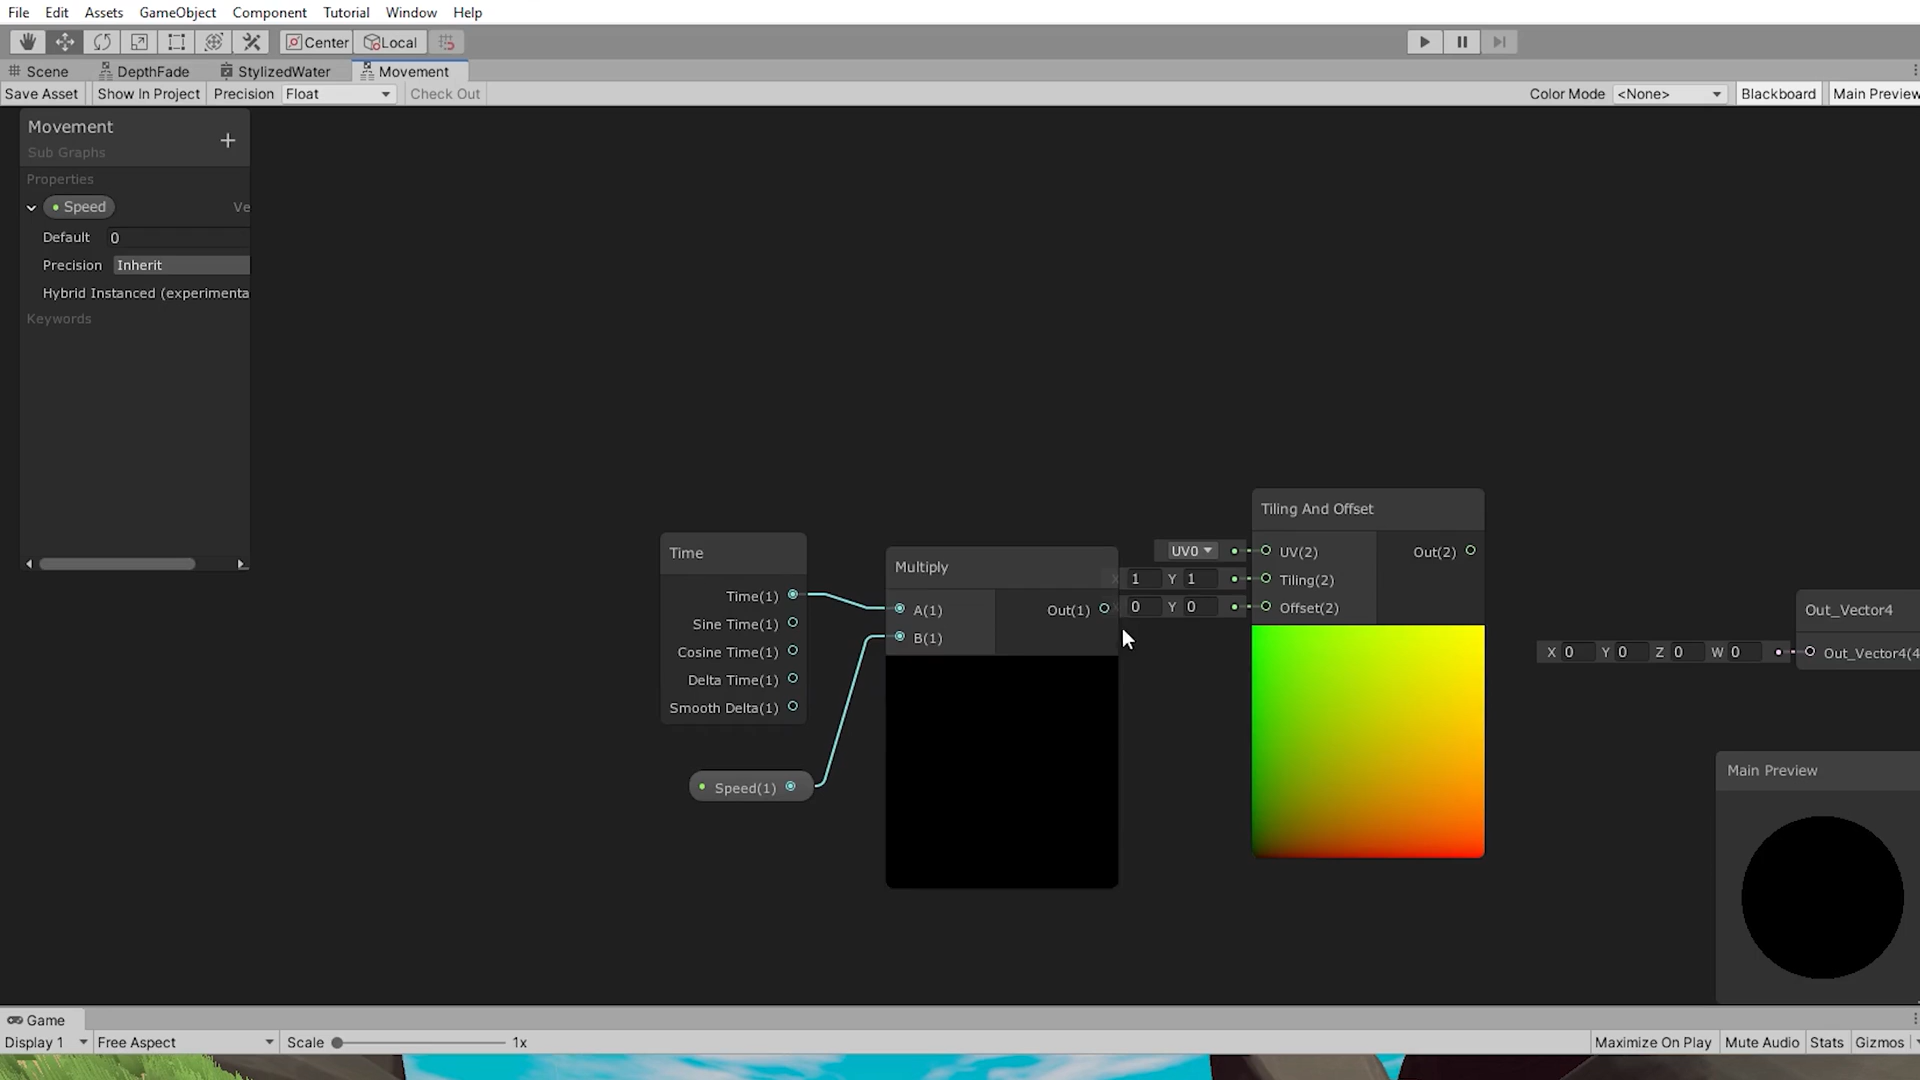 File Edit Assets GameObject Component Tutorial Window Help
Center Local
Scene DepthFade StylizedWater Movement
Save Asset Show In Project Precision Float Check Out Color Mode <None> Blackboard Main Preview
Movement
Sub Graphs
Properties
Speed Ve
Default 0
Precision Inherit
Hybrid Instanced (experimenta
Keywords
Time
Time(1)
Sine Time(1)
Cosine Time(1)
Delta Time(1)
Smooth Delta(1)
Speed(1)
Multiply
A(1) Out(1)
B(1)
Tiling And Offset
UV0 UV(2) Out(2)
X 1 Y 1 Tiling(2)
0 Y 0 Offset(2)
Out_Vector4
X 0 Y 0 Z 0 W 0 Out_Vector4(4
Main Preview
Game
Display 1 Free Aspect Scale 1x Maximize On Play Mute Audio Stats Gizmos